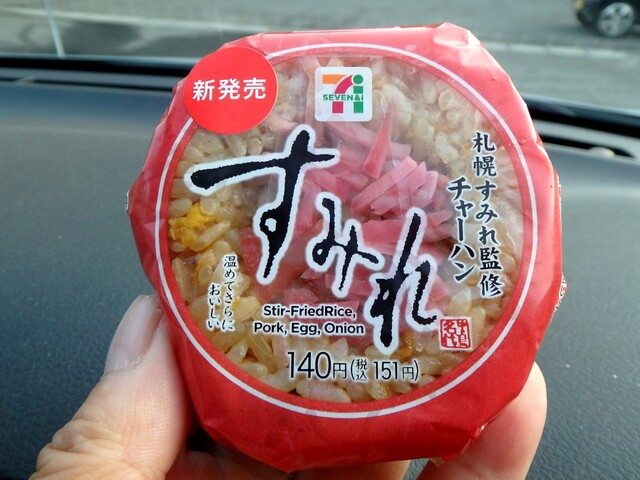 新発売
SEVEN&i
札幌すみれ監修
チャーハン
すみれ
温めてさらに
おいしい
Stir-FriedRice,
Pork, Egg, Onion
140円(税込151円)